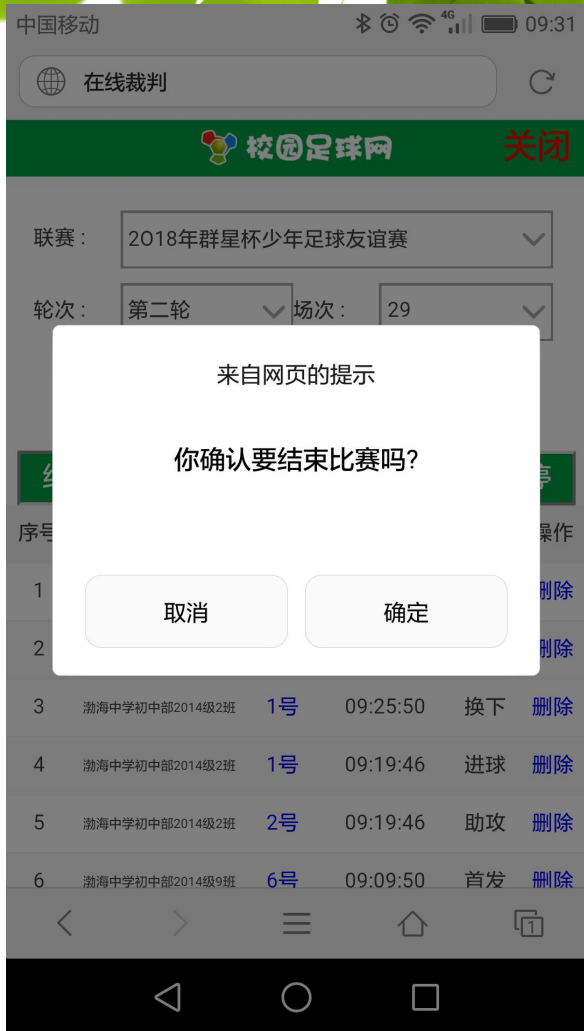 中国移动 4G 09:31
在线裁判
校园足球网 关闭
联赛: 2018年群星杯少年足球友谊赛
轮次: 第二轮 场次: 29
来自网页的提示
你确认要结束比赛吗?
取消 确定
序号 操作
1 删除
2 删除
3 渤海中学初中部2014级2班 1号 09:25:50 换下 删除
4 渤海中学初中部2014级2班 1号 09:19:46 进球 删除
5 渤海中学初中部2014级2班 2号 09:19:46 助攻 删除
6 渤海中学初中部2014级9班 6号 09:09:50 首发 删除
1